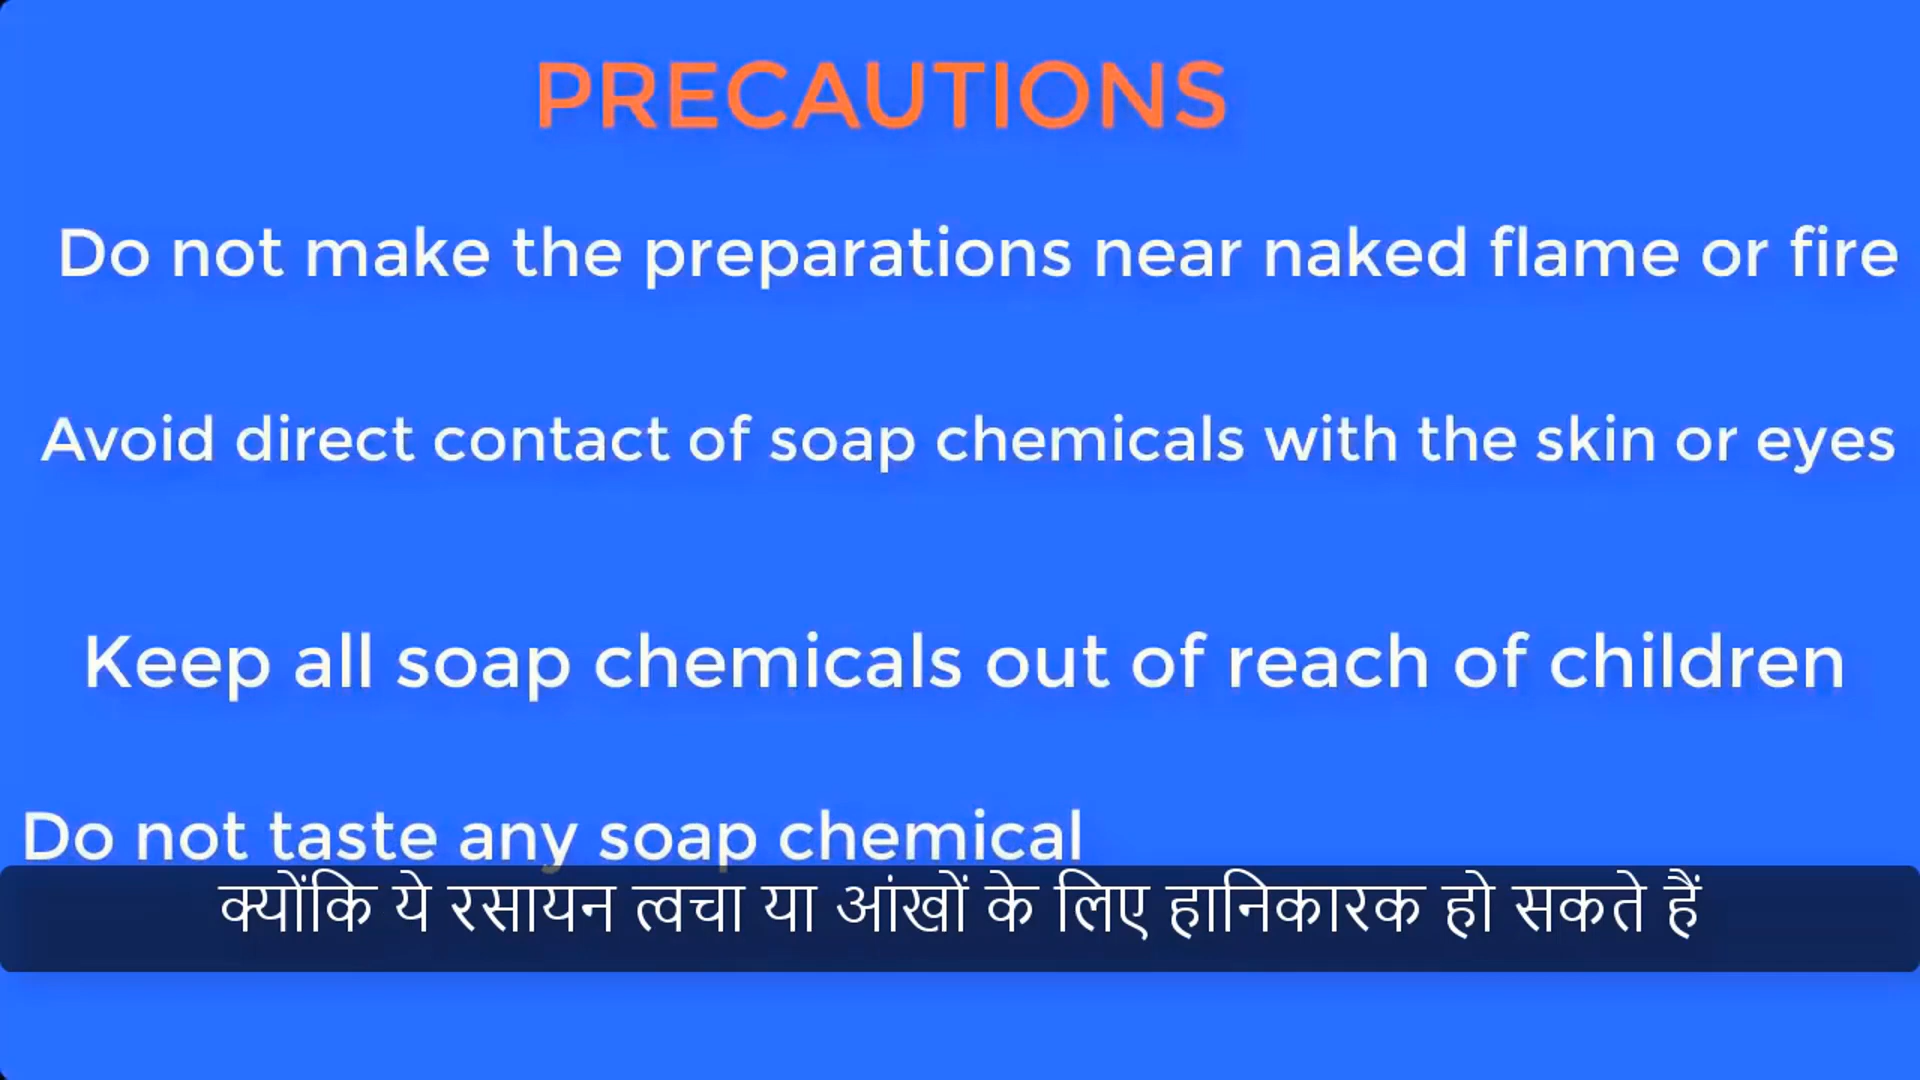 PRECAUTIONS
Do not make the preparations near naked flame or fire
Avoid direct contact of soap chemicals with the skin or eyes
Keep all soap chemicals out of reach of children
Do not taste any soap chemical
क्योंकि ये रसायन त्वचा या आंखों के लिए हानिकारक हो सकते हैं